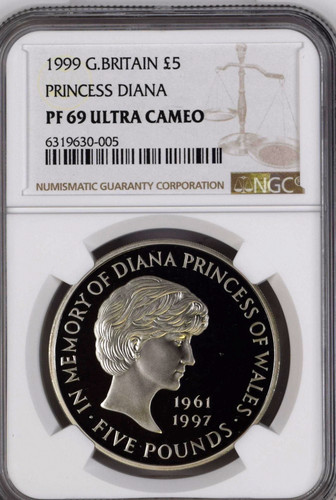 1999 G.BRITAIN £5
PRINCESS DIANA
PF 69 ULTRA CAMEO
6319630-005
NUMISMATIC GUARANTY CORPORATION
NGC
IN MEMORY OF DIANA PRINCESS OF WALES
1961
1997
· FIVE POUNDS ·